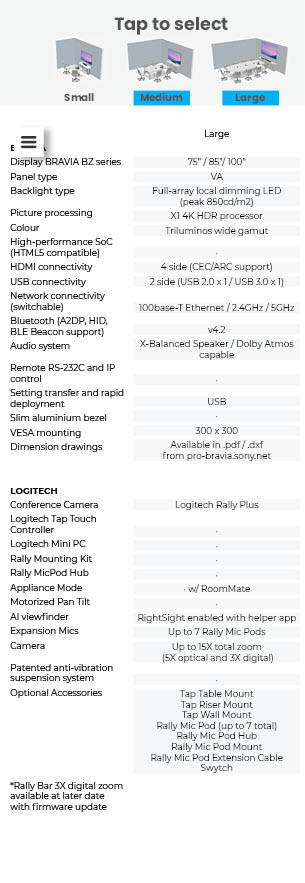 Tap to select
Small Medium Large
Large
Display BRAVIA BZ series 75” / 85”/ 100”
Panel type VA
Backlight type Full-array local dimming LED
(peak 850cd/m2)
Picture processing X1 4K HDR processor
Colour Triluminos wide gamut
High-performance SoC
(HTML5 compatible) •
HDMI connectivity 4 side (CEC/ARC support)
USB connectivity 2 side (USB 2.0 x 1 / USB 3.0 x 1)
Network connectivity
(switchable) 100base-T Ethernet / 2.4GHz / 5GHz
Bluetooth (A2DP, HID,
BLE Beacon support) v4.2
Audio system X-Balanced Speaker / Dolby Atmos
capable
Remote RS-232C and IP
control •
Setting transfer and rapid
deployment USB
Slim aluminium bezel •
VESA mounting 300 x 300
Dimension drawings Available in .pdf / .dxf
from pro-bravia.sony.net
LOGITECH
Conference Camera Logitech Rally Plus
Logitech Tap Touch
Controller •
Logitech Mini PC •
Rally Mounting Kit •
Rally MicPod Hub •
Appliance Mode • w/ RoomMate
Motorized Pan Tilt •
AI viewfinder RightSight enabled with helper app
Expansion Mics Up to 7 Rally Mic Pods
Camera Up to 15X total zoom
(5X optical and 3X digital)
Patented anti-vibration
suspension system •
Optional Accessories Tap Table Mount
Tap Riser Mount
Tap Wall Mount
Rally Mic Pod (up to 7 total)
Rally Mic Pod Hub
Rally Mic Pod Mount
Rally Mic Pod Extension Cable
Swytch
*Rally Bar 3X digital zoom
available at later date
with firmware update